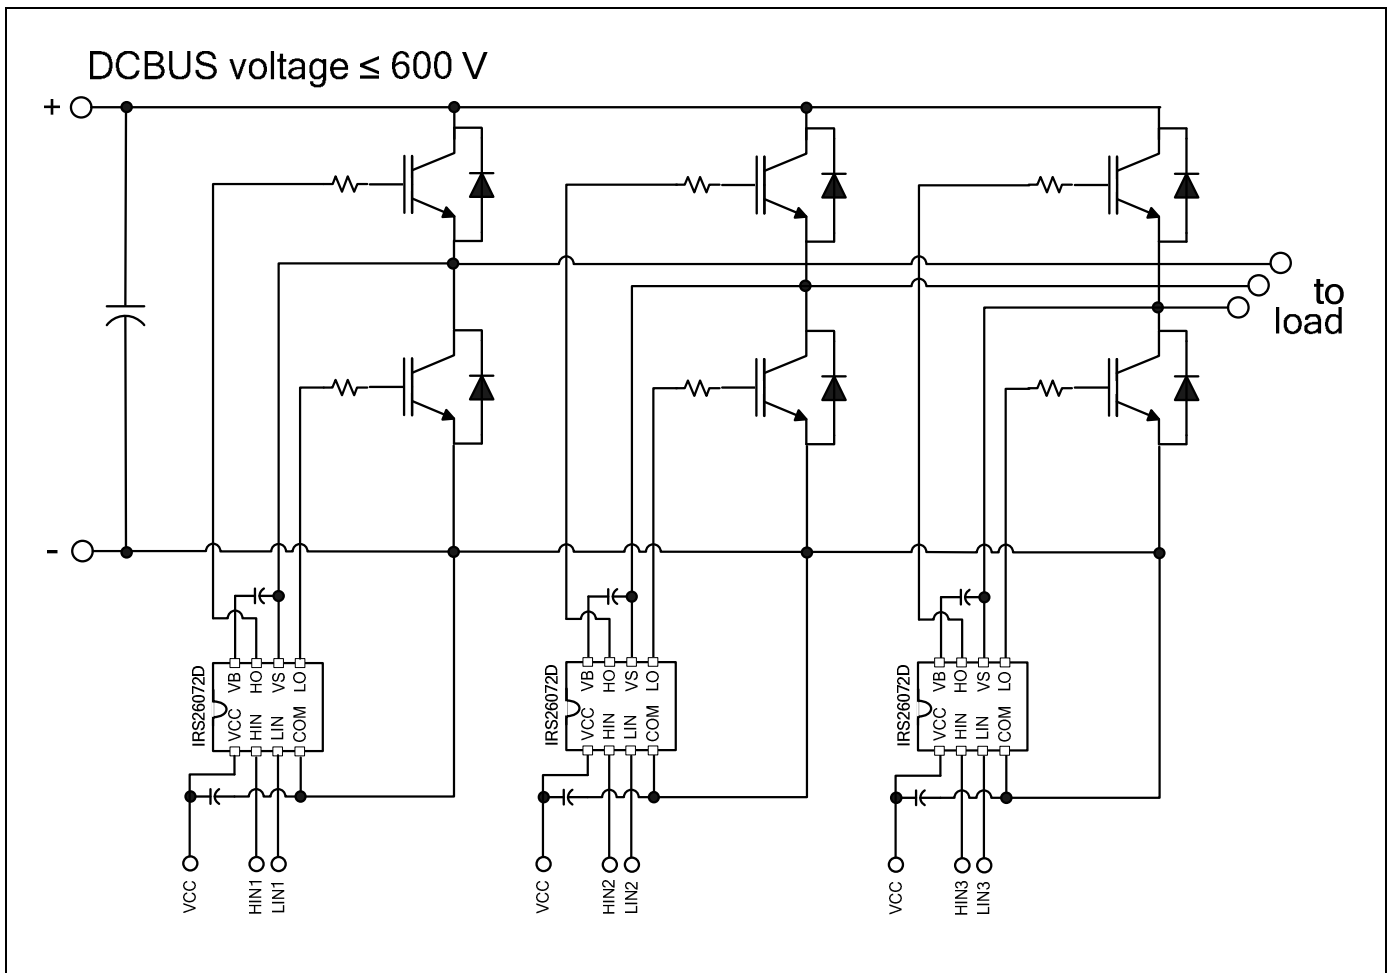 DCBUS voltage ≤ 600 V
+
to
load
-
IRS26072D
VB
HO
VS
LO
VCC
HIN
LIN
COM
IRS26072D
VB
HO
VS
LO
VCC
HIN
LIN
COM
IRS26072D
VB
HO
VS
LO
VCC
HIN
LIN
COM
VCC
HIN1
LIN1
VCC
HIN2
LIN2
VCC
HIN3
LIN3